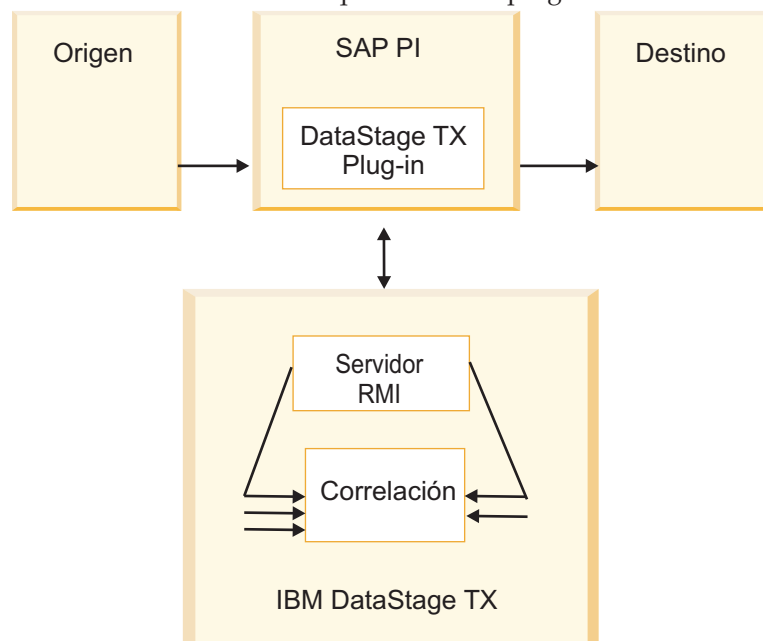 Origen
SAP PI
Destino
DataStage TX
Plug-in
Servidor
RMI
Correlación
IBM DataStage TX